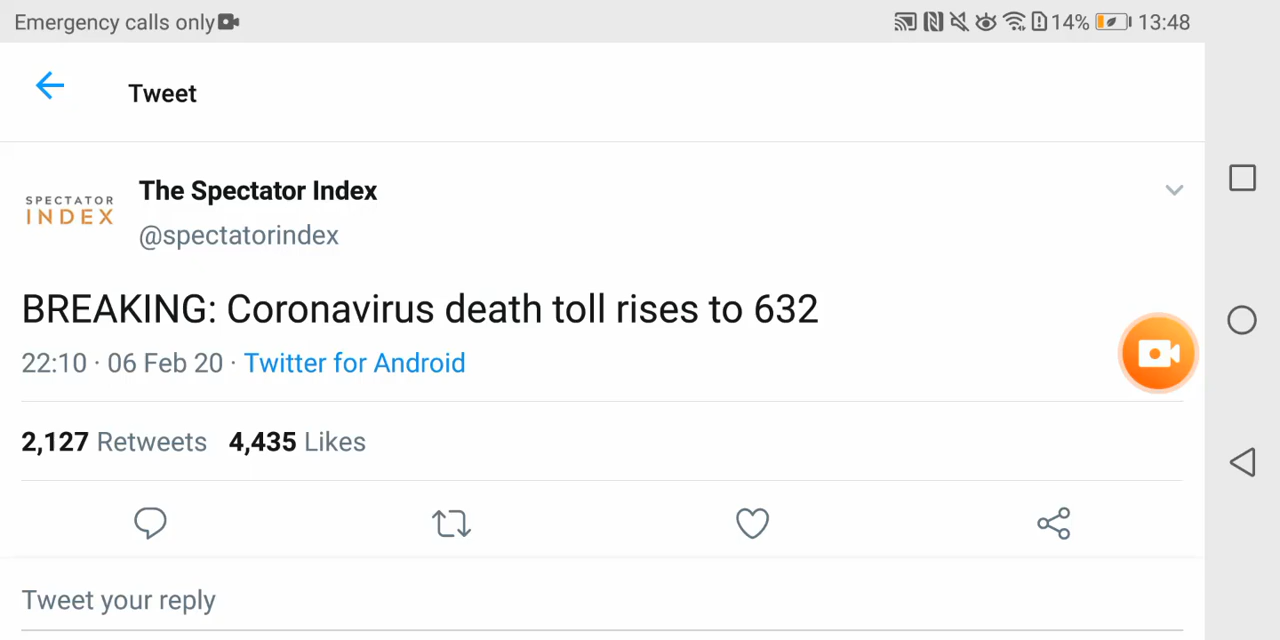 Emergency calls only 14% 13:48
Tweet
SPECTATOR
INDEX
The Spectator Index
@spectatorindex
BREAKING: Coronavirus death toll rises to 632
22:10 · 06 Feb 20 · Twitter for Android
2,127 Retweets 4,435 Likes
Tweet your reply